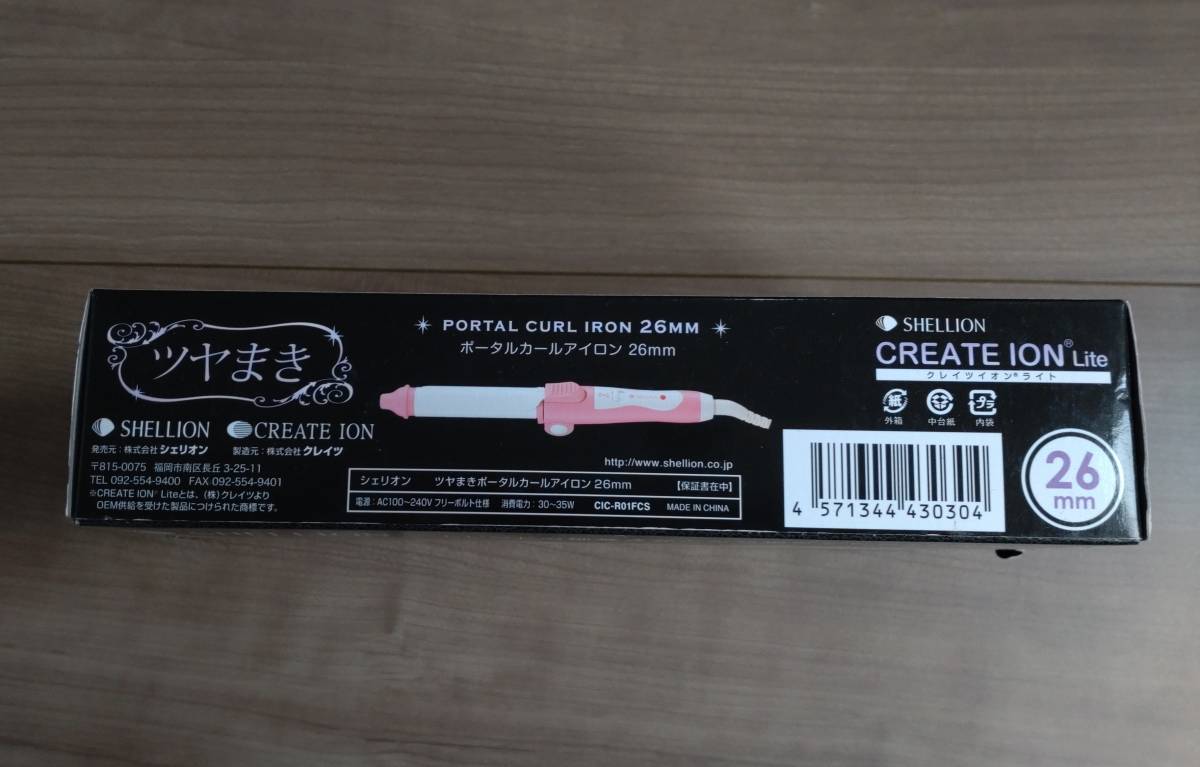 ツヤまき
SHELLION CREATE ION
発売元：株式会社 シェリオン 製造元：株式会社 クレイツ
〒815-0075 福岡市南区長丘 3-25-11
TEL 092-554-9400 FAX 092-554-9401
※CREATE ION® Liteとは、(株)クレイツより
OEM供給を受けた製品につけられた商標です。
PORTAL CURL IRON 26MM
ポータルカールアイロン 26mm
http://www.shellion.co.jp
シェリオン ツヤまきポータルカールアイロン 26mm 【保証書在中】
電源：AC100〜240V フリーボルト仕様 消費電力：30〜35W CIC-R01FCS MADE IN CHINA
SHELLION
CREATE ION® Lite
クレイツイオン®ライト
紙 紙 プラ
外箱 中台紙 内袋
4 571344 430304
26
mm